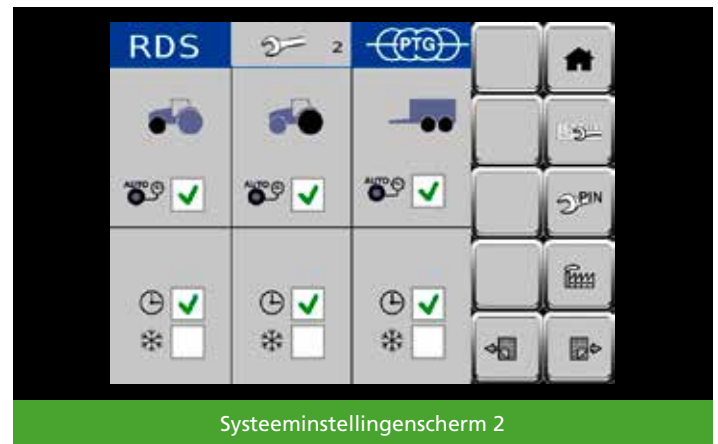 RDS 2 PTG
AUTO AUTO AUTO
PIN
Systeeminstellingenscherm 2